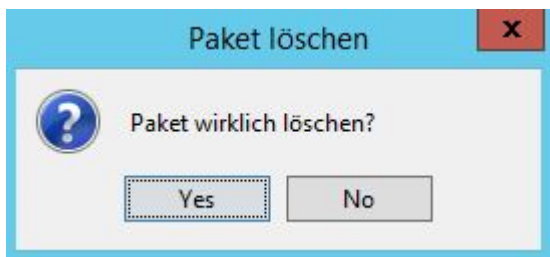 Paket löschen
x
Paket wirklich löschen?
Yes
No